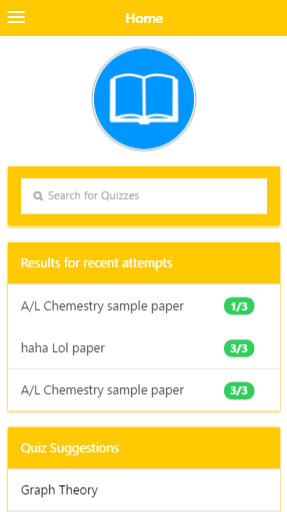 Home
Search for Quizzes
Results for recent attempts
A/L Chemestry sample paper 1/3
haha Lol paper 3/3
A/L Chemestry sample paper 3/3
Quiz Suggestions
Graph Theory